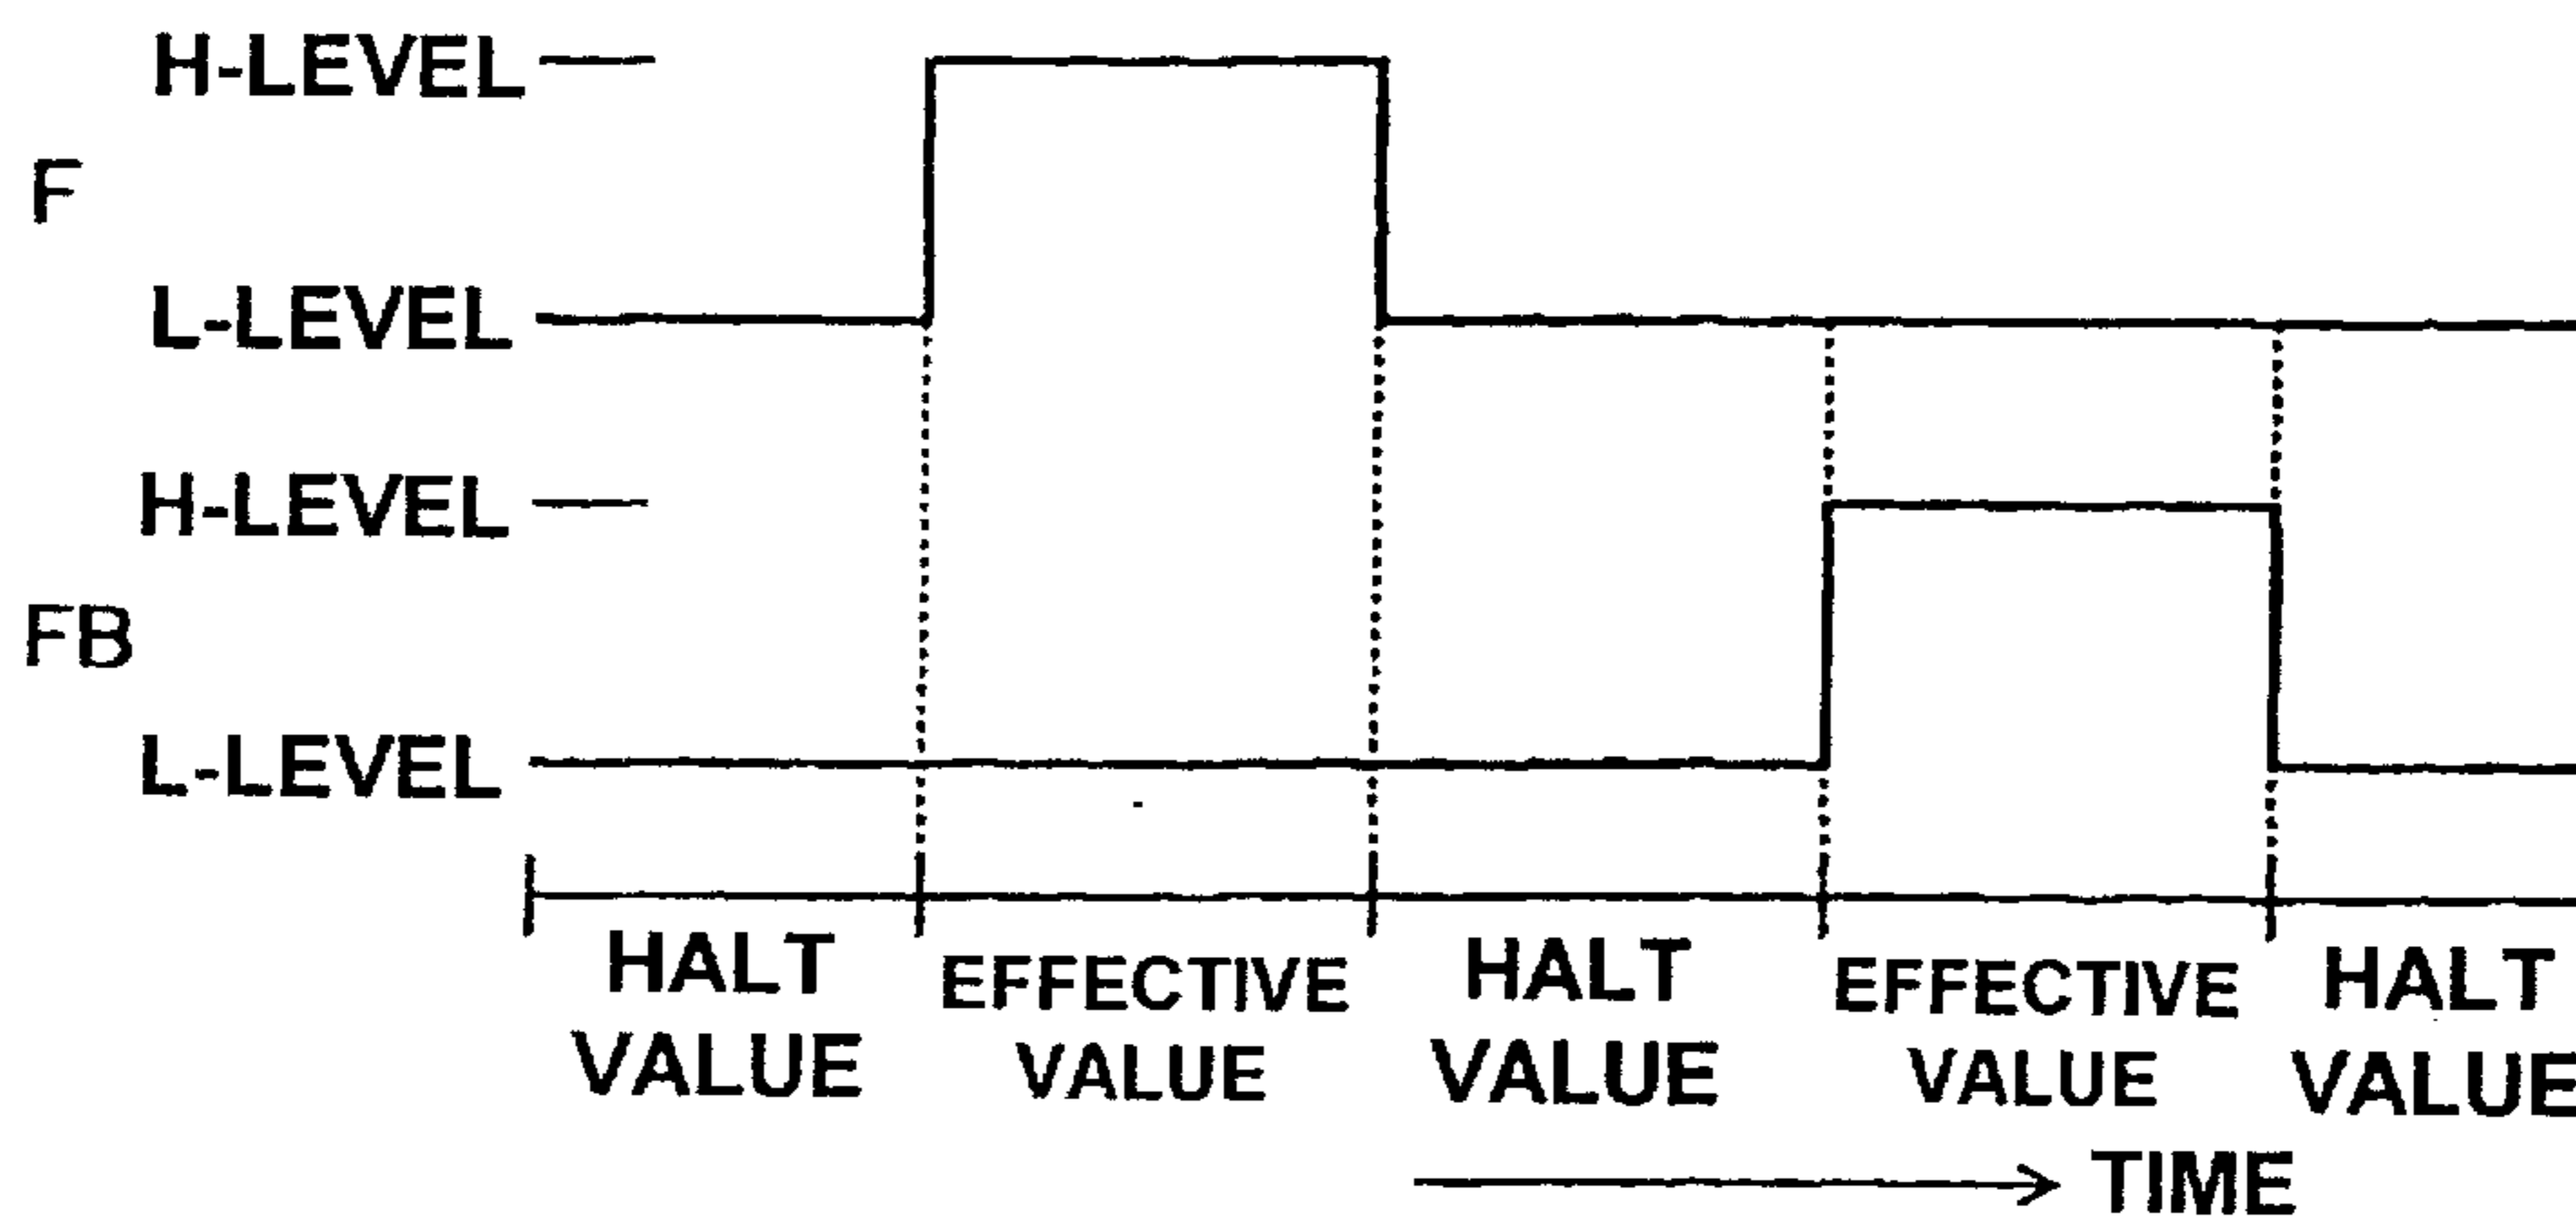 H-LEVEL
F
L-LEVEL
H-LEVEL
FB
L-LEVEL
HALT VALUE
EFFECTIVE VALUE
HALT VALUE
EFFECTIVE VALUE
HALT VALUE
TIME